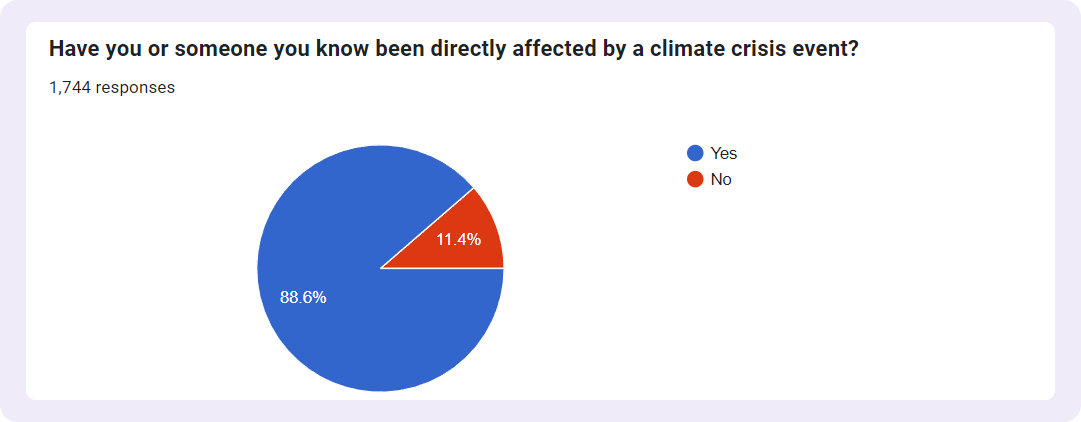 Have you or someone you know been directly affected by a climate crisis event?
1,744 responses
Yes
No
11.4%
88.6%